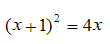 (x+1)² = 4x